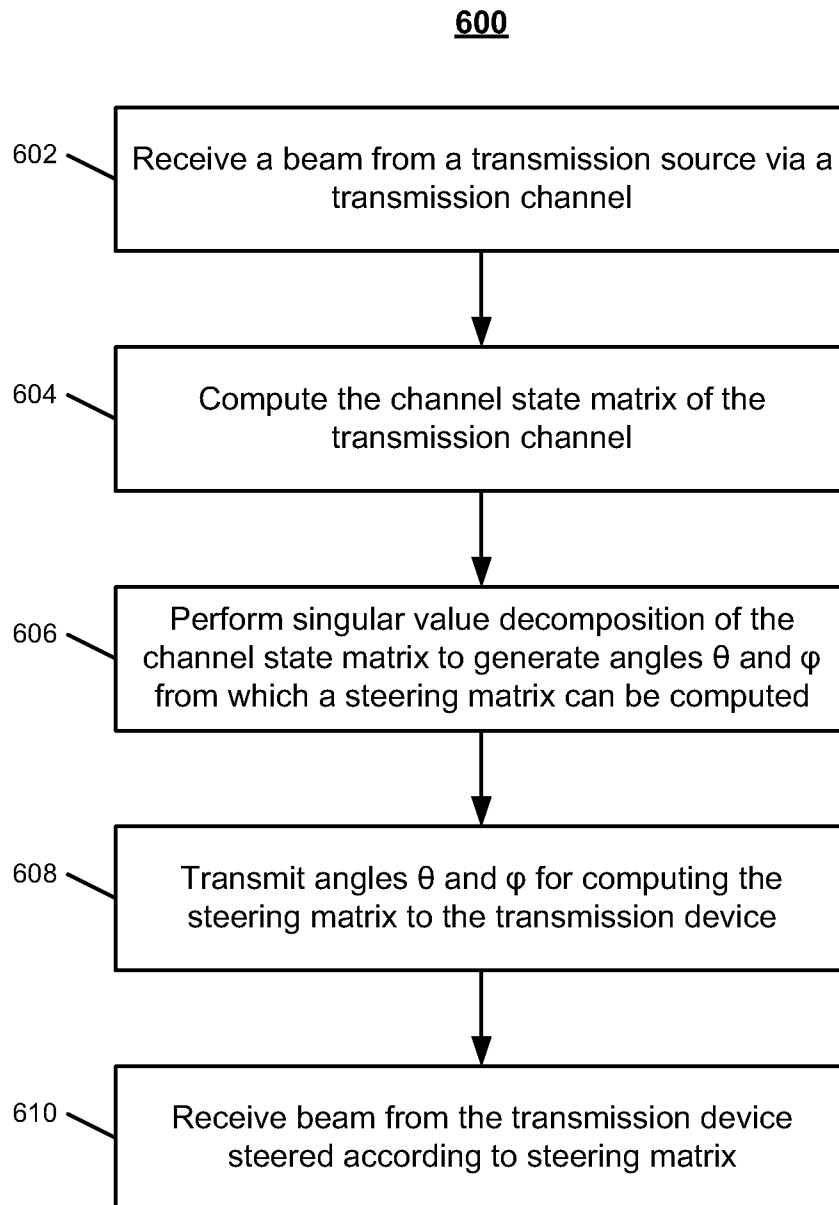 600
602
Receive a beam from a transmission source via a
transmission channel
604
Compute the channel state matrix of the
transmission channel
606
Perform singular value decomposition of the
channel state matrix to generate angles θ and φ
from which a steering matrix can be computed
608
Transmit angles θ and φ for computing the
steering matrix to the transmission device
610
Receive beam from the transmission device
steered according to steering matrix